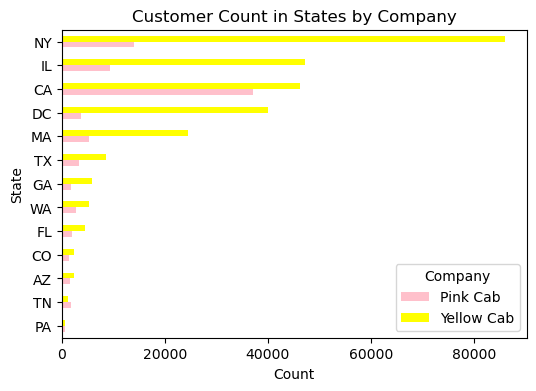 Customer Count in States by Company
State
NY
IL
CA
DC
MA
TX
GA
WA
FL
CO
AZ
TN
PA
Company
Pink Cab
Yellow Cab
0 20000 40000 60000 80000
Count